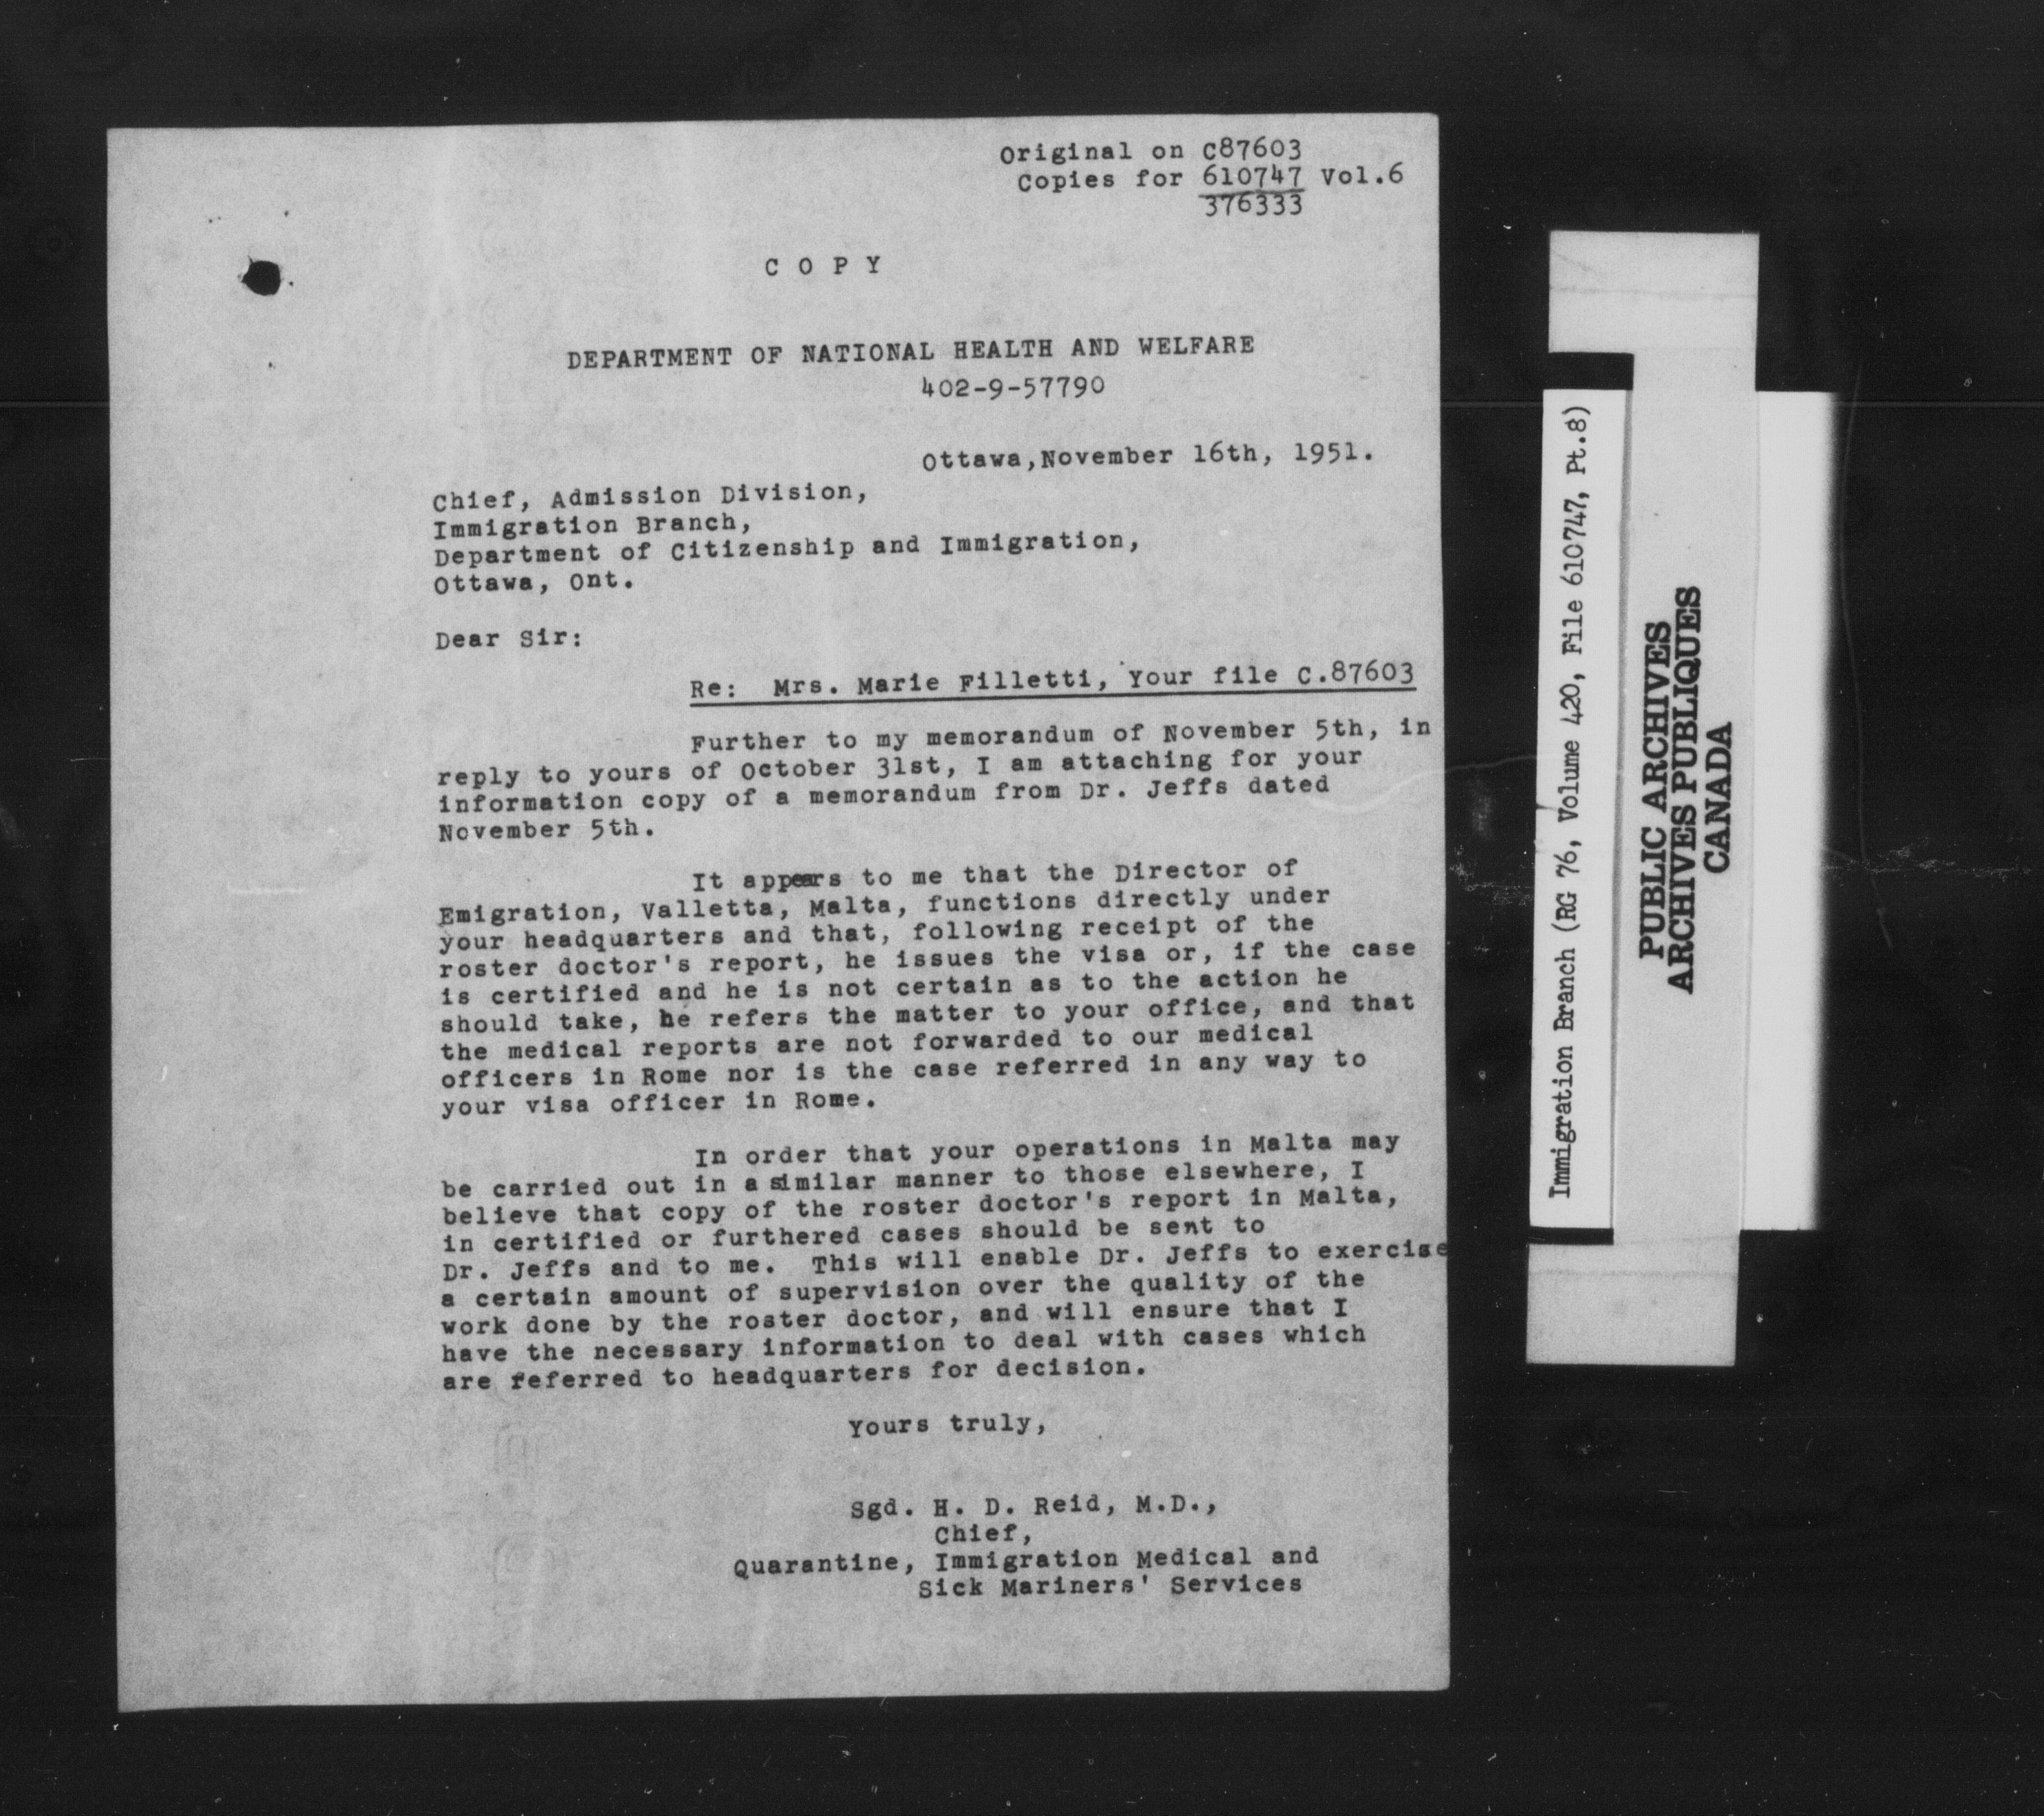 Original on C87603
Copies for 610747 Vol.6
376333
C O P Y
DEPARTMENT OF NATIONAL HEALTH AND WELFARE
402-9-57790
Ottawa,November 16th, 1951.
Chief, Admission Division,
Immigration Branch,
Department of Citizenship and Immigration,
Ottawa, Ont.
Dear Sir:
Re: Mrs. Marie Filletti, Your file C.87603
Further to my memorandum of November 5th, in
reply to yours of October 31st, I am attaching for your
information copy of a memorandum from Dr. Jeffs dated
November 5th.
It appears to me that the Director of
Emigration, Valletta, Malta, functions directly under
your headquarters and that, following receipt of the
roster doctor's report, he issues the visa or, if the case
is certified and he is not certain as to the action he
should take, he refers the matter to your office, and that
the medical reports are not forwarded to our medical
officers in Rome nor is the case referred in any way to
your visa officer in Rome.
In order that your operations in Malta may
be carried out in a similar manner to those elsewhere, I
believe that copy of the roster doctor's report in Malta,
in certified or furthered cases should be sent to
Dr. Jeffs and to me. This will enable Dr. Jeffs to exercise
a certain amount of supervision over the quality of the
work done by the roster doctor, and will ensure that I
have the necessary information to deal with cases which
are referred to headquarters for decision.
Yours truly,
Sgd. H. D. Reid, M.D.,
Chief,
Quarantine, Immigration Medical and
Sick Mariners' Services
Immigration Branch (RG 76, Volume 420, File 610747, Pt.8)
PUBLIC ARCHIVES
ARCHIVES PUBLIQUES
CANADA